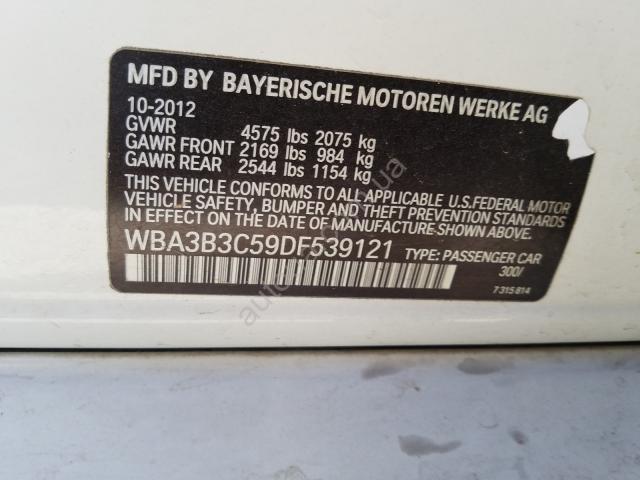 MFD BY BAYERISCHE MOTOREN WERKE AG
10-2012
GVWR 4575 lbs 2075 kg
GAWR FRONT 2169 lbs 984 kg
GAWR REAR 2544 lbs 1154 kg
THIS VEHICLE CONFORMS TO ALL APPLICABLE U.S.FEDERAL MOTOR
VEHICLE SAFETY, BUMPER AND THEFT PREVENTION STANDARDS
IN EFFECT ON THE DATE OF MANUFACTURE SHOWN ABOVE.
WBA3B3C59DF539121 TYPE: PASSENGER CAR
300/
7 315 814